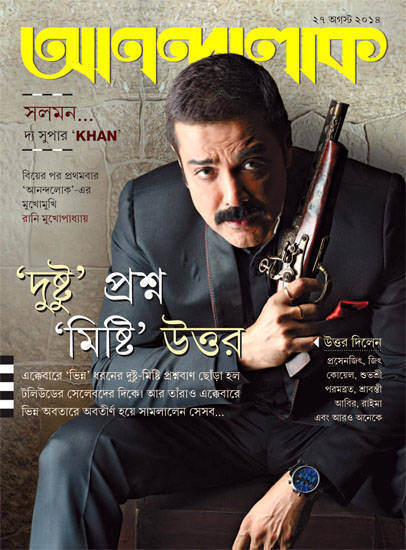 ২৭ অগস্ট ২০১৪
আনন্দলোক
সলমন...
দ্য সুপার ‘KHAN’
বিয়ের পর প্রথমবার
‘আনন্দলোক’-এর
মুখোমুখি
রানি মুখোপাধ্যায়
‘দুষ্টু’ প্রশ্ন
‘মিষ্টি’ উত্তর
এক্কেবারে ‘ভিন্ন’ ধরনের দুষ্টু-মিষ্টি প্রশ্নবাণ ছোঁড়া হল
টলিউডের সেলেবদের দিকে। আর তাঁরাও এক্কেবারে
ভিন্ন অবতারে অবতীর্ণ হয়ে সামলালেন সেসব...
উত্তর দিলেন
প্রসেনজিৎ, জিৎ
কোয়েল, শুভশ্রী
পরমব্রত, শ্রাবন্তী
আবির, রাইমা
এবং আরও অনেকে